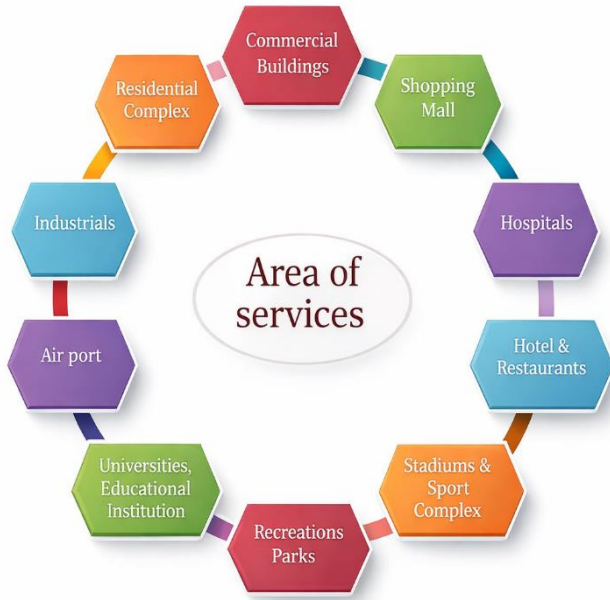 Commercial
Buildings
Shopping
Mall
Hospitals
Hotel &
Restaurants
Stadiums &
Sport
Complex
Recreations
Parks
Universities,
Educational
Institution
Air port
Industrials
Residential
Complex
Area of
services